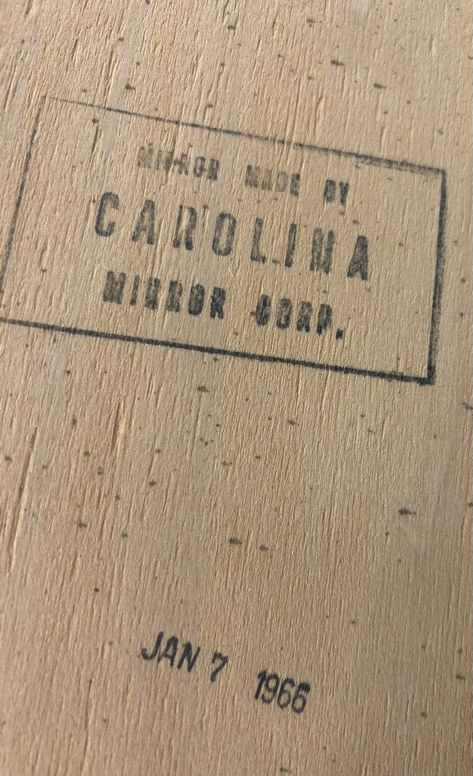 MIRROR MADE BY
CAROLINA
MIRROR CORP.
JAN 7 1966